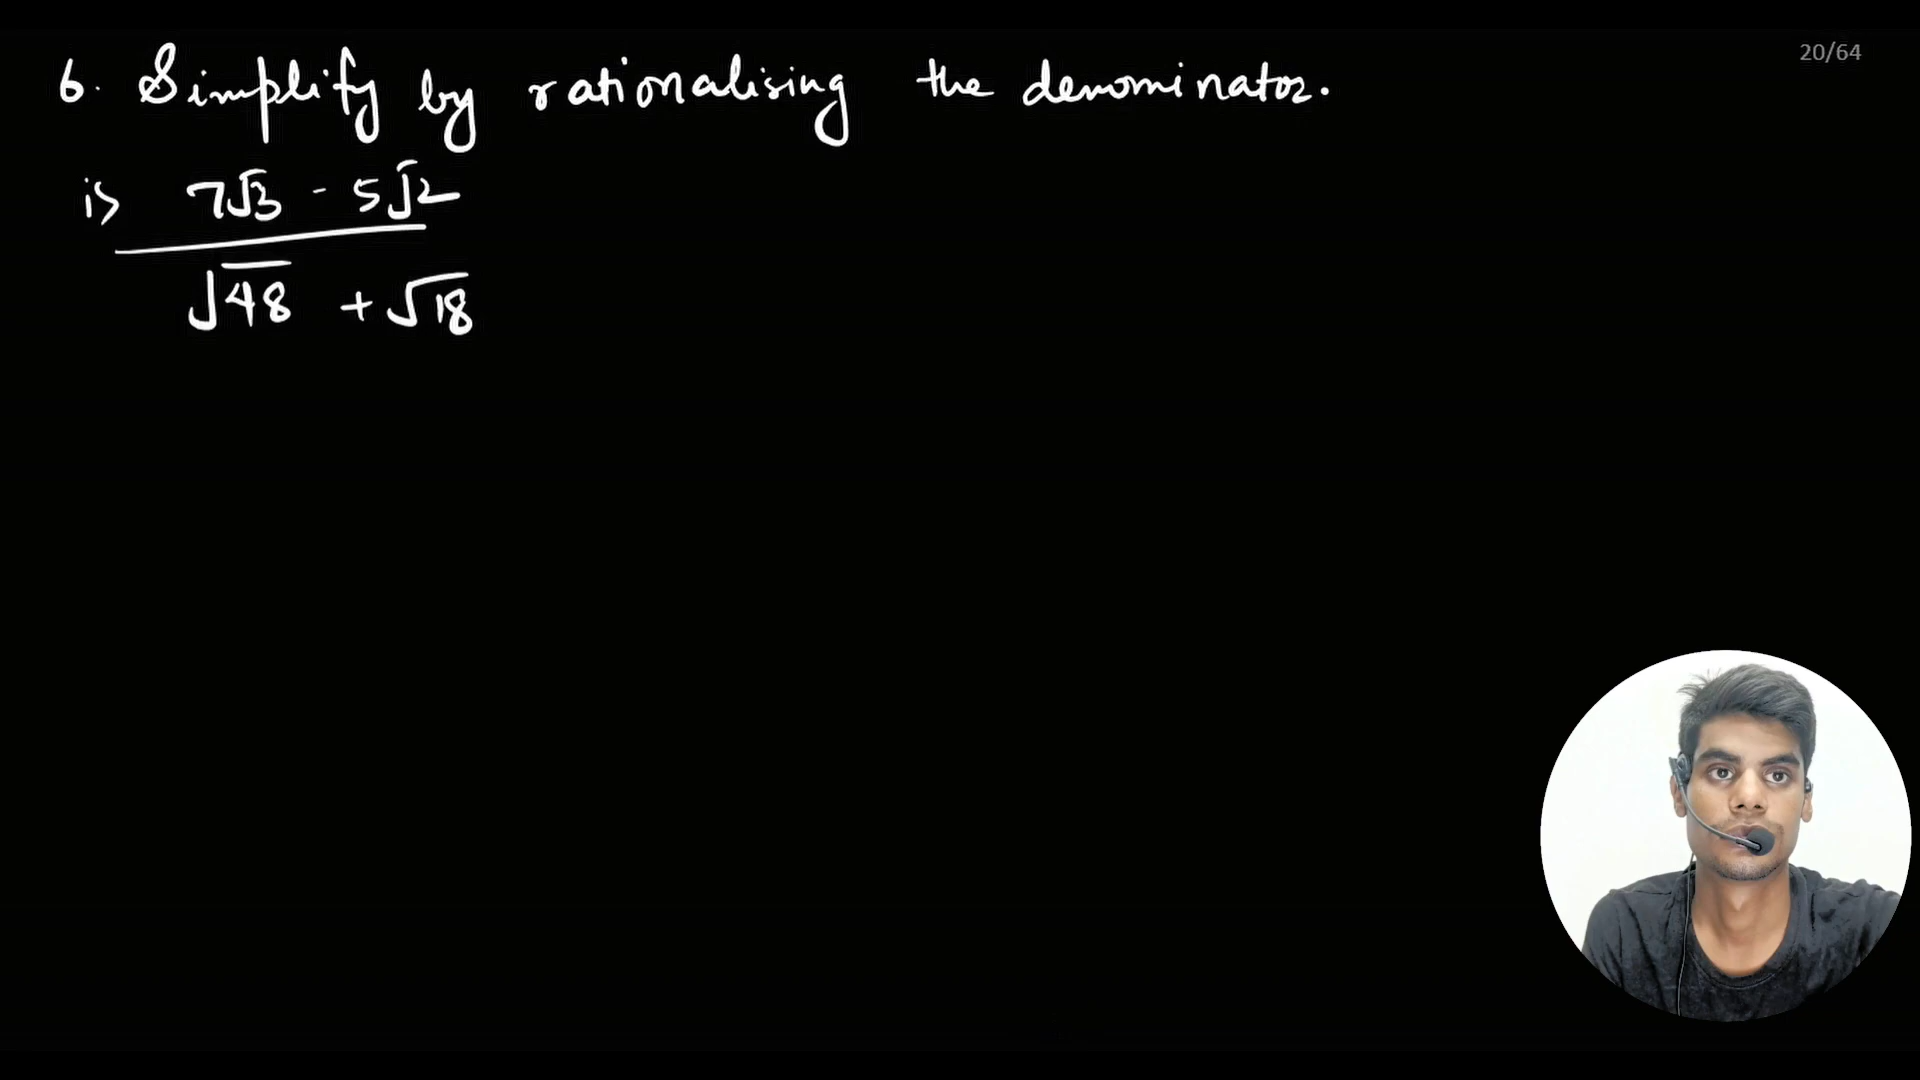 20/64
6. Simplify by rationalising the denominator.
i> 7√3 - 5√2
√48 + √18